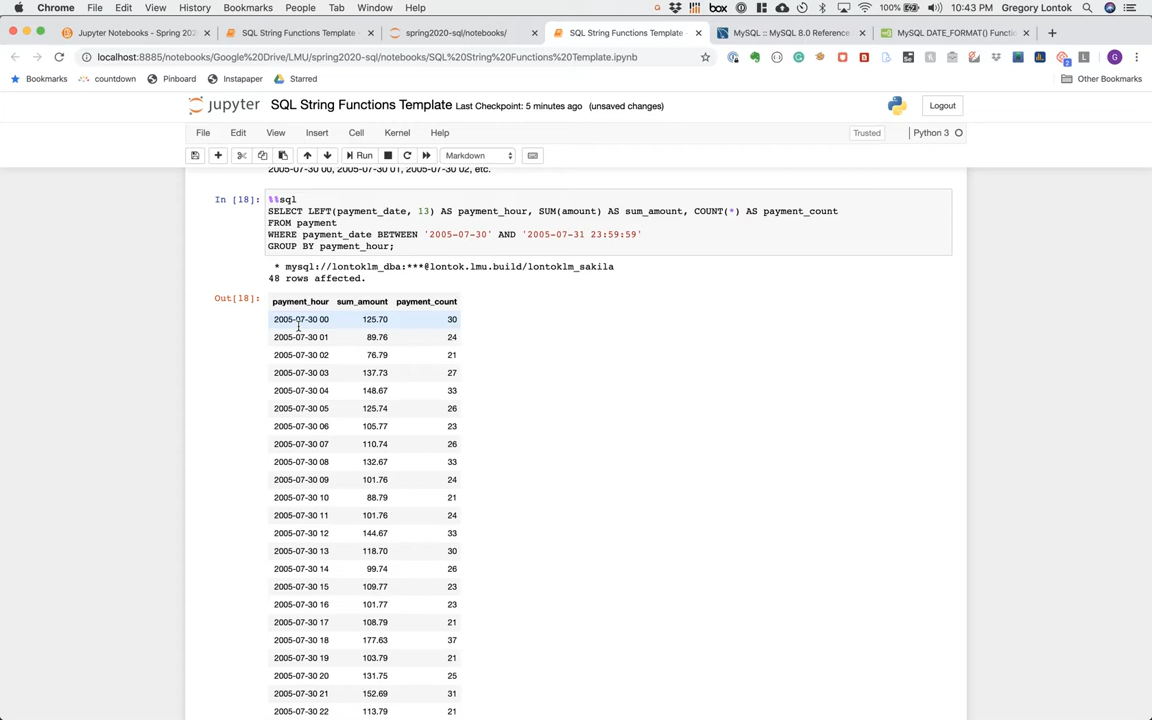 Chrome File Edit View History Bookmarks People Tab Window Help box 100% 10:43 PM Gregory Lontok
Jupyter Notebooks - Spring 202 SQL String Functions Template - spring2020-sql/notebooks/ SQL String Functions Template - MySQL :: MySQL 8.0 Reference MySQL DATE_FORMAT() Functi
localhost:8885/notebooks/Google%20Drive/LMU/spring2020-sql/notebooks/SQL%20String%20Functions%20Template.ipynb
Bookmarks countdown Pinboard Instapaper Starred Other Bookmarks
jupyter SQL String Functions Template Last Checkpoint: 5 minutes ago (unsaved changes) Logout
File Edit View Insert Cell Kernel Help Trusted Python 3
Run Markdown
2005-07-30 00, 2005-07-30 01, 2005-07-30 02, etc.
In [18]: %%sql
SELECT LEFT(payment_date, 13) AS payment_hour, SUM(amount) AS sum_amount, COUNT(*) AS payment_count
FROM payment
WHERE payment_date BETWEEN '2005-07-30' AND '2005-07-31 23:59:59'
GROUP BY payment_hour;
* mysql://lontoklm_dba:***@lontok.lmu.build/lontoklm_sakila
48 rows affected.
Out[18]: payment_hour sum_amount payment_count
2005-07-30 00 125.70 30
2005-07-30 01 89.76 24
2005-07-30 02 76.79 21
2005-07-30 03 137.73 27
2005-07-30 04 148.67 33
2005-07-30 05 125.74 26
2005-07-30 06 105.77 23
2005-07-30 07 110.74 26
2005-07-30 08 132.67 33
2005-07-30 09 101.76 24
2005-07-30 10 88.79 21
2005-07-30 11 101.76 24
2005-07-30 12 144.67 33
2005-07-30 13 118.70 30
2005-07-30 14 99.74 26
2005-07-30 15 109.77 23
2005-07-30 16 101.77 23
2005-07-30 17 108.79 21
2005-07-30 18 177.63 37
2005-07-30 19 103.79 21
2005-07-30 20 131.75 25
2005-07-30 21 152.69 31
2005-07-30 22 113.79 21